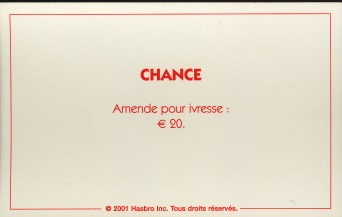 CHANCE
Amende pour ivresse :
€ 20.
© 2001 Hasbro Inc. Tous droits réservés.